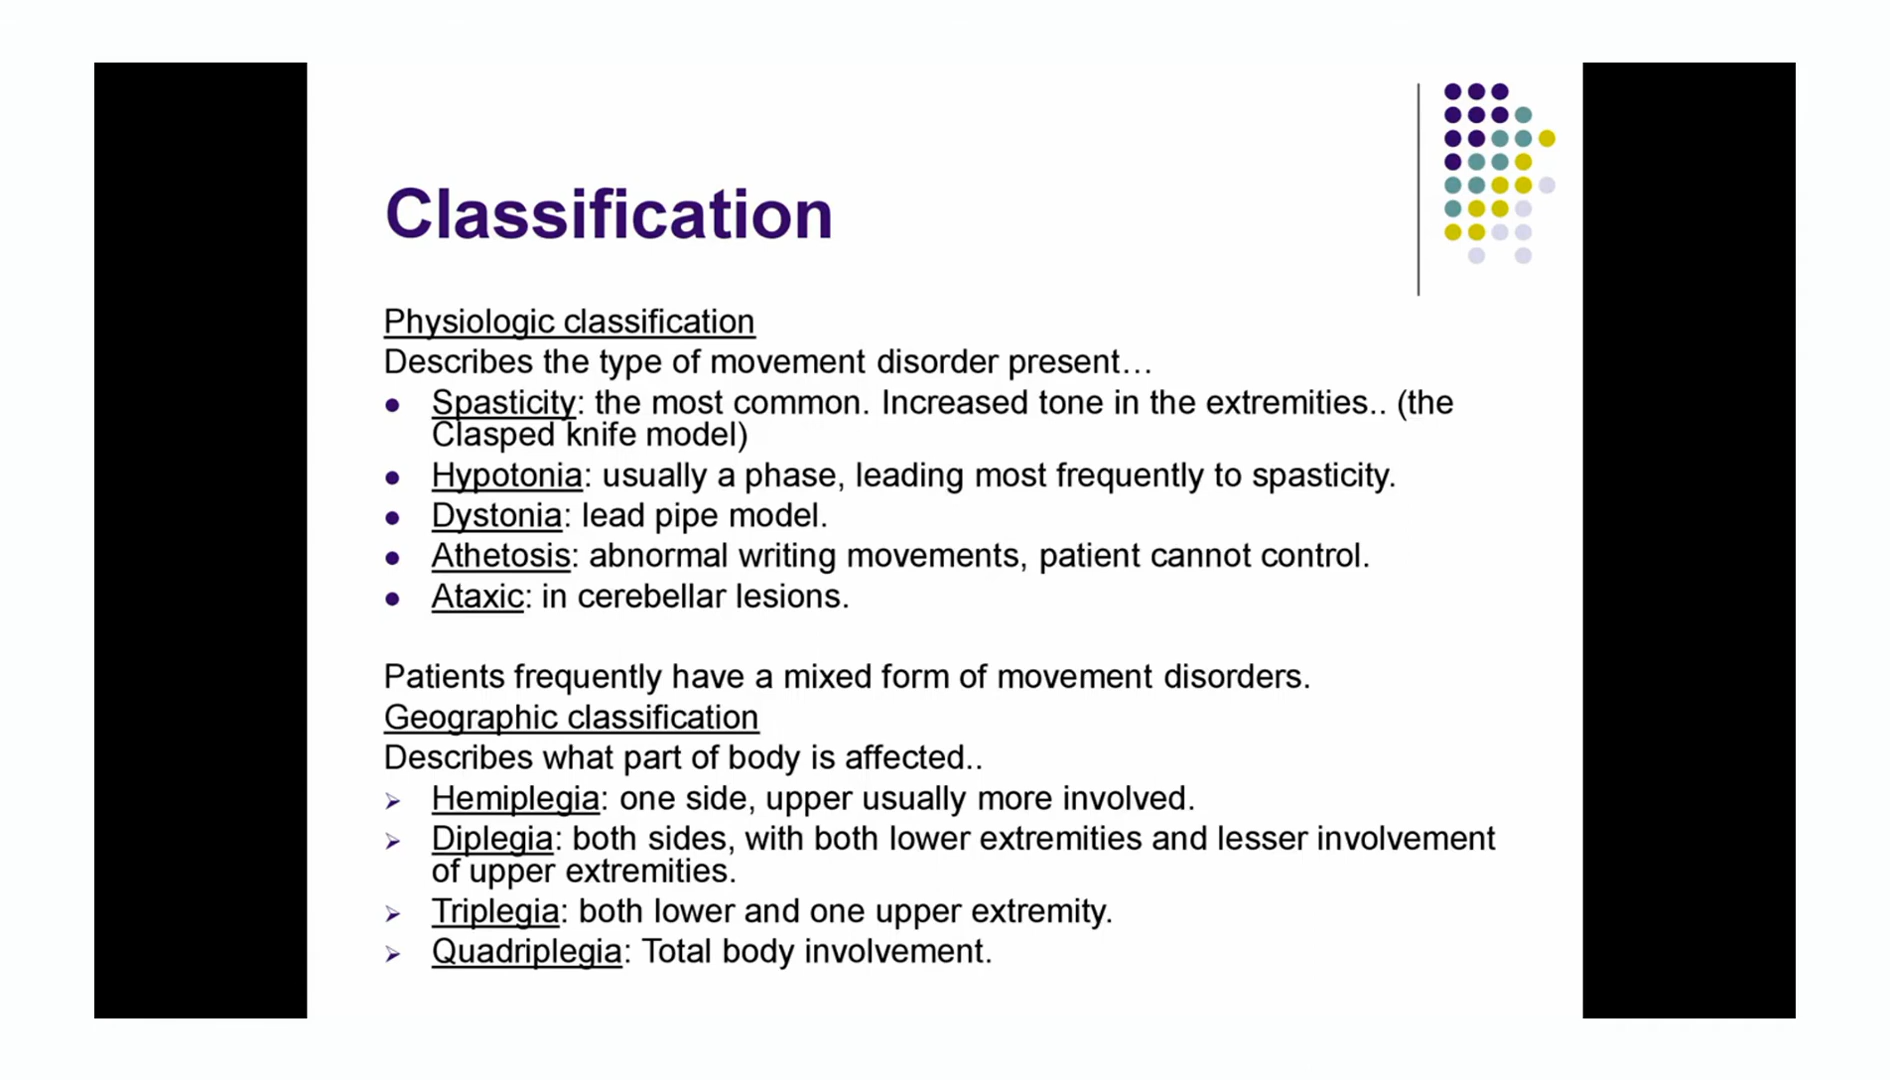 Classification
Physiologic classification
Describes the type of movement disorder present…
Spasticity: the most common. Increased tone in the extremities.. (the
Clasped knife model)
Hypotonia: usually a phase, leading most frequently to spasticity.
Dystonia: lead pipe model.
Athetosis: abnormal writing movements, patient cannot control.
Ataxic: in cerebellar lesions.
Patients frequently have a mixed form of movement disorders.
Geographic classification
Describes what part of body is affected..
Hemiplegia: one side, upper usually more involved.
Diplegia: both sides, with both lower extremities and lesser involvement
of upper extremities.
Triplegia: both lower and one upper extremity.
Quadriplegia: Total body involvement.